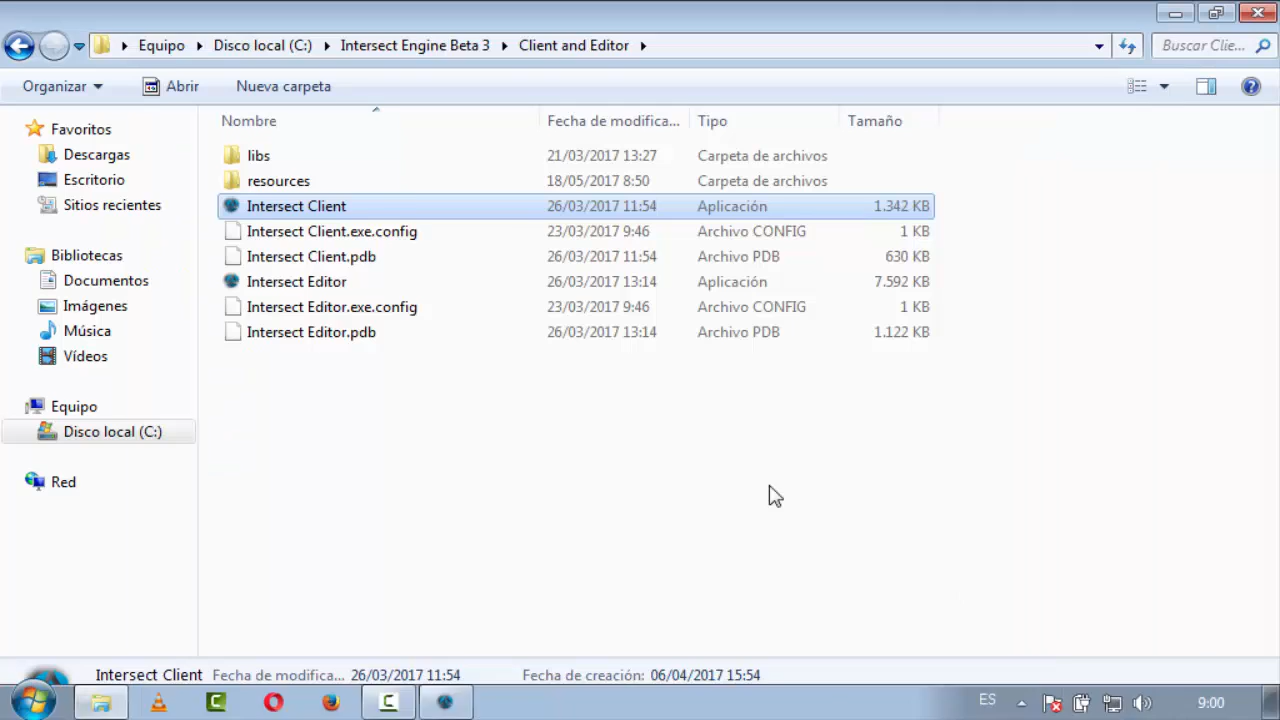 Equipo Disco local (C:) Intersect Engine Beta 3 Client and Editor Buscar Clie...
Organizar Abrir Nueva carpeta
Nombre Fecha de modifica... Tipo Tamaño
Favoritos
Descargas
Escritorio
Sitios recientes
Bibliotecas
Documentos
Imágenes
Música
Vídeos
Equipo
Disco local (C:)
Red
libs 21/03/2017 13:27 Carpeta de archivos
resources 18/05/2017 8:50 Carpeta de archivos
Intersect Client 26/03/2017 11:54 Aplicación 1.342 KB
Intersect Client.exe.config 23/03/2017 9:46 Archivo CONFIG 1 KB
Intersect Client.pdb 26/03/2017 11:54 Archivo PDB 630 KB
Intersect Editor 26/03/2017 13:14 Aplicación 7.592 KB
Intersect Editor.exe.config 23/03/2017 9:46 Archivo CONFIG 1 KB
Intersect Editor.pdb 26/03/2017 13:14 Archivo PDB 1.122 KB
Intersect Client Fecha de modifica... 26/03/2017 11:54 Fecha de creación: 06/04/2017 15:54
ES 9:00